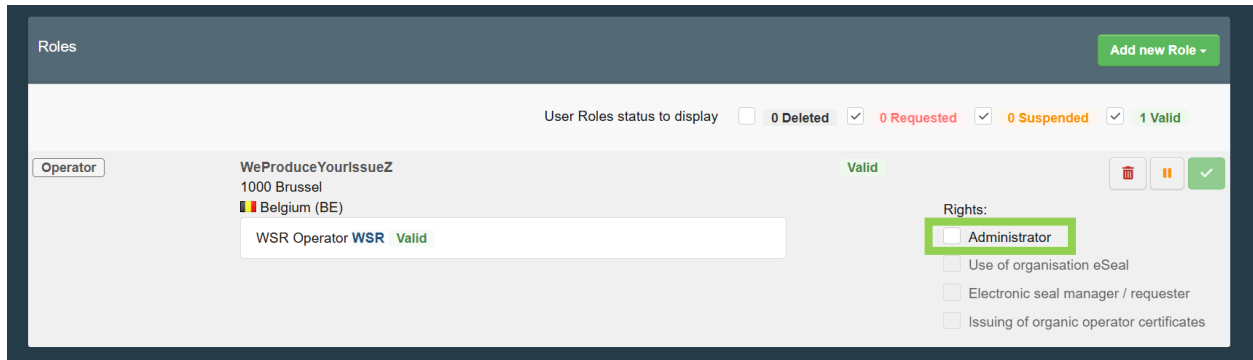 Roles
Add new Role
User Roles status to display 0 Deleted 0 Requested 0 Suspended 1 Valid
Operator WeProduceYourIssueZ Valid
1000 Brussel
Belgium (BE)
Rights:
WSR Operator WSR Valid
Administrator
Use of organisation eSeal
Electronic seal manager / requester
Issuing of organic operator certificates